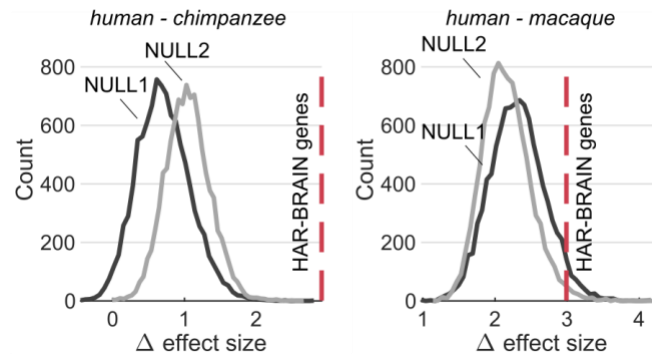 human - chimpanzee
NULL2
NULL1
800
600
400
200
0
Count
HAR-BRAIN genes
0 1 2
Δ effect size
human - macaque
NULL2
NULL1
800
600
400
200
0
Count
HAR-BRAIN genes
1 2 3 4
Δ effect size